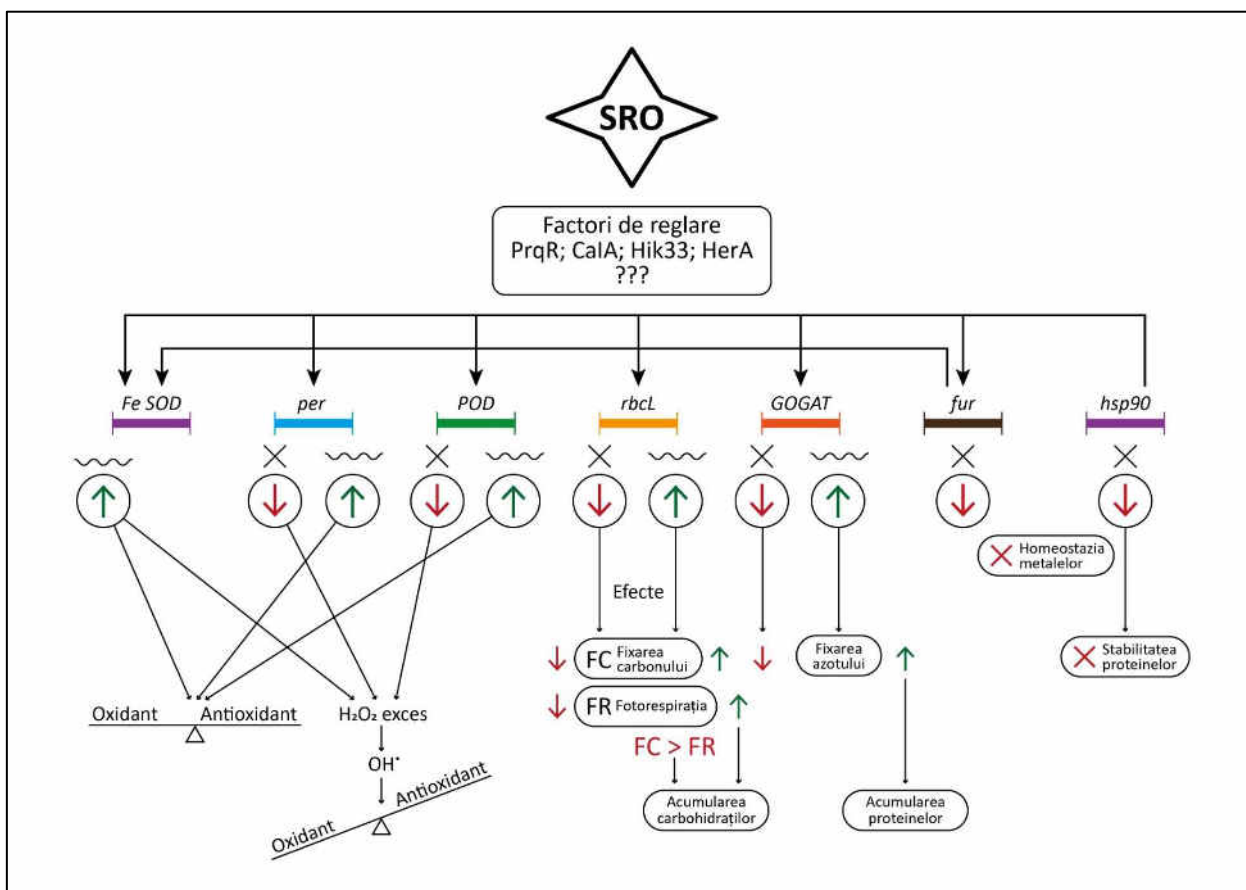 SRO
Factori de reglare
PrqR; CalA; Hik33; HerA
???
Fe SOD
per
POD
rbcL
GOGAT
fur
hsp90
Homeostazia
metalelor
Efecte
FC Fixarea
carbonului
Fixarea
azotului
Stabilitatea
proteinelor
FR Fotorespirația
Oxidant Antioxidant
H₂O₂ exces
FC > FR
OH•
Antioxidant
Oxidant
Acumularea
carbohidraților
Acumularea
proteinelor